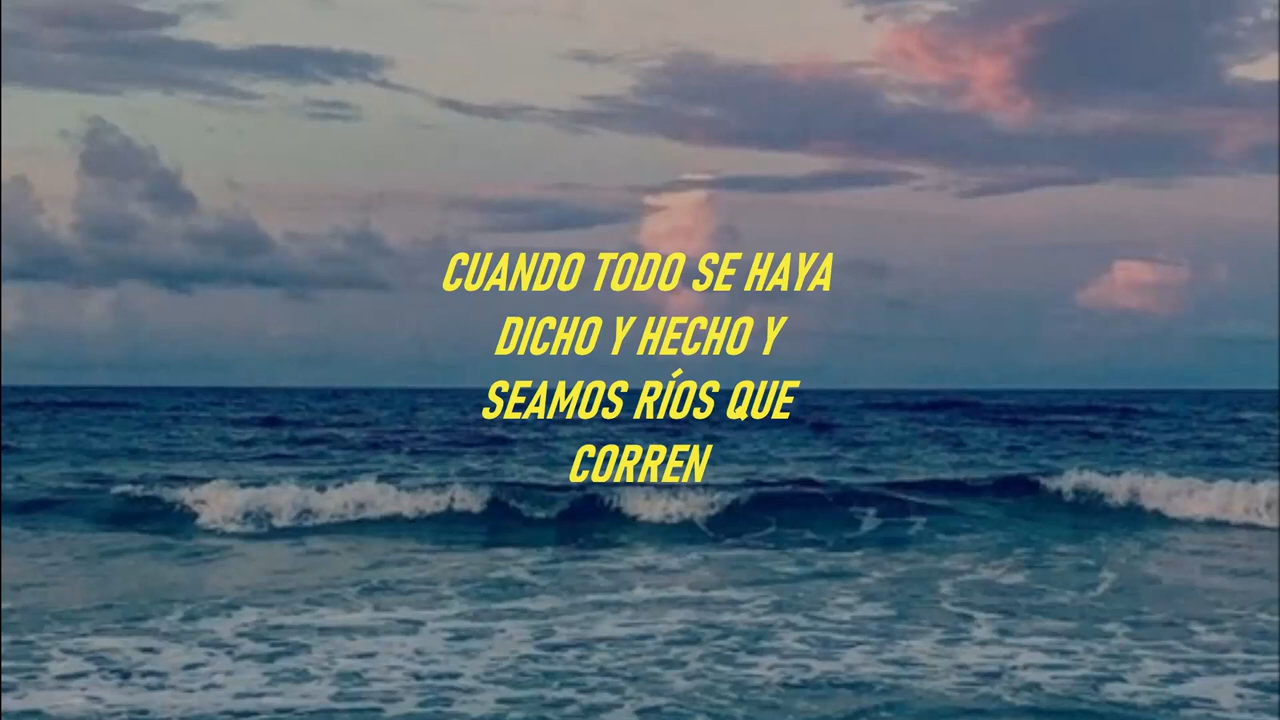 CUANDO TODO SE HAYA
DICHO Y HECHO Y
SEAMOS RÍOS QUE
CORREN